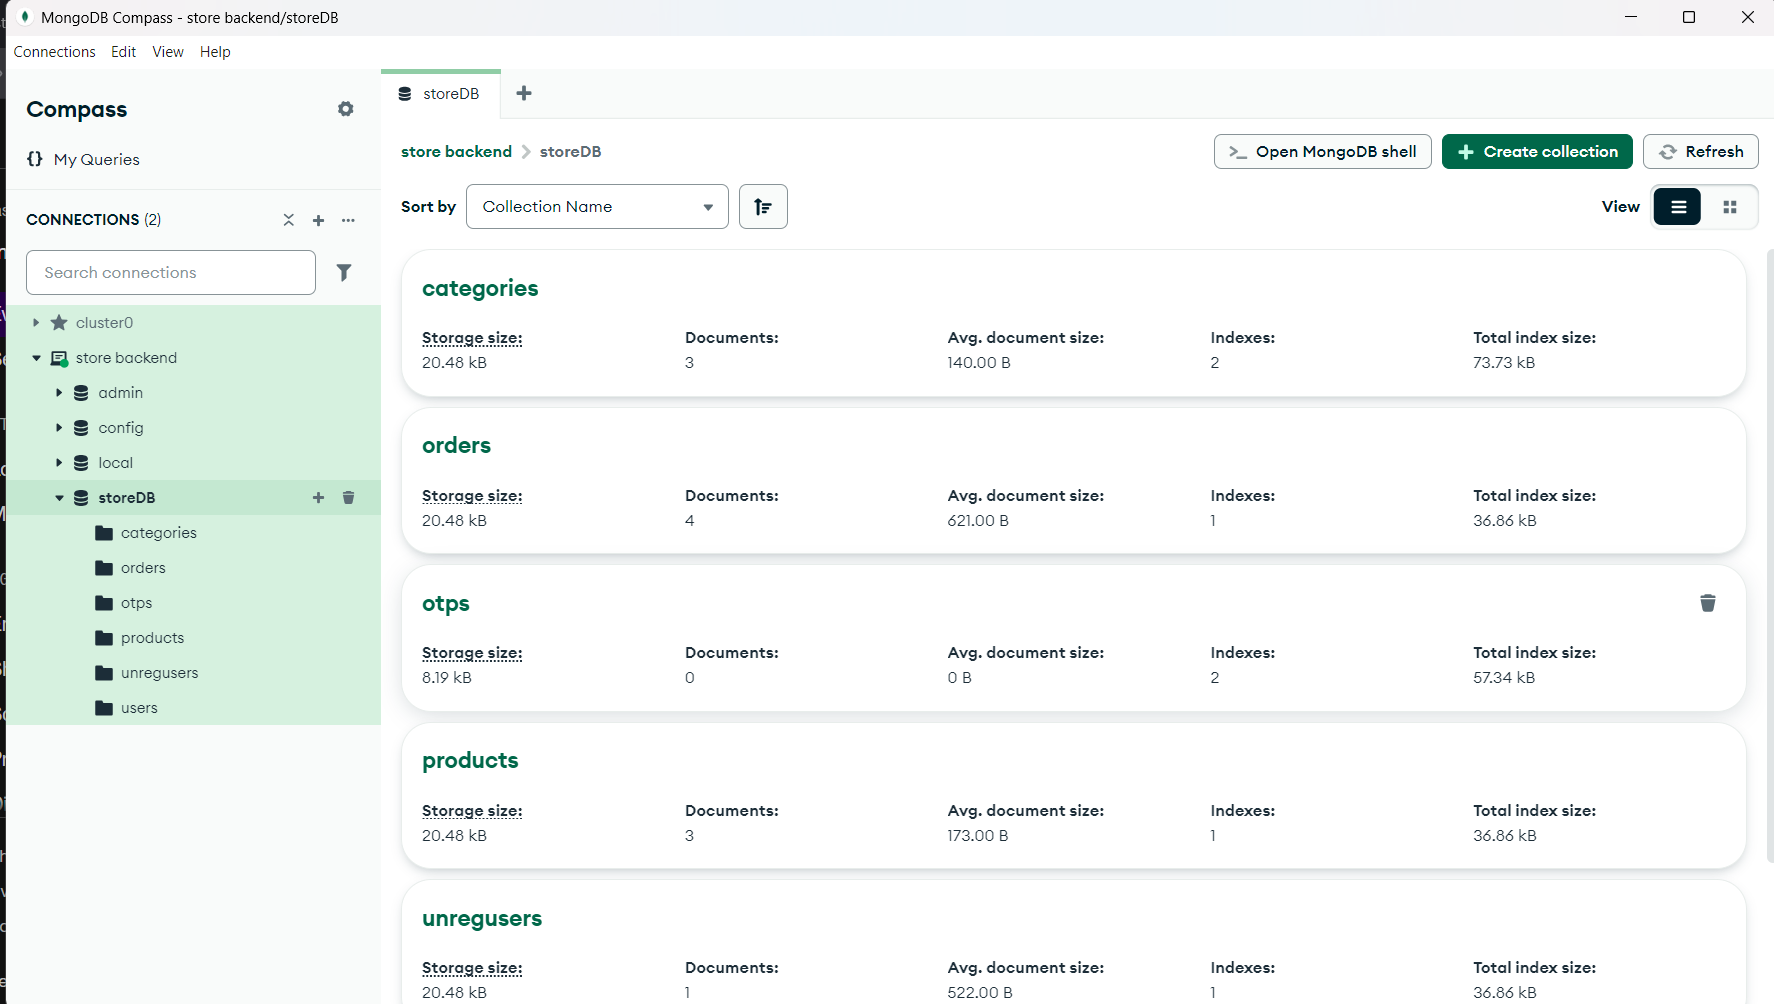 MongoDB Compass - store backend/storeDB
Connections Edit View Help
Compass
My Queries
CONNECTIONS (2)
Search connections
cluster0
store backend
admin
config
local
storeDB
categories
orders
otps
products
unregusers
users
storeDB
store backend > storeDB
>_ Open MongoDB shell
+ Create collection
Refresh
Sort by Collection Name
View
categories
Storage size: Documents: Avg. document size: Indexes: Total index size:
20.48 kB 3 140.00 B 2 73.73 kB
orders
Storage size: Documents: Avg. document size: Indexes: Total index size:
20.48 kB 4 621.00 B 1 36.86 kB
otps
Storage size: Documents: Avg. document size: Indexes: Total index size:
8.19 kB 0 0 B 2 57.34 kB
products
Storage size: Documents: Avg. document size: Indexes: Total index size:
20.48 kB 3 173.00 B 1 36.86 kB
unregusers
Storage size: Documents: Avg. document size: Indexes: Total index size:
20.48 kB 1 522.00 B 1 36.86 kB